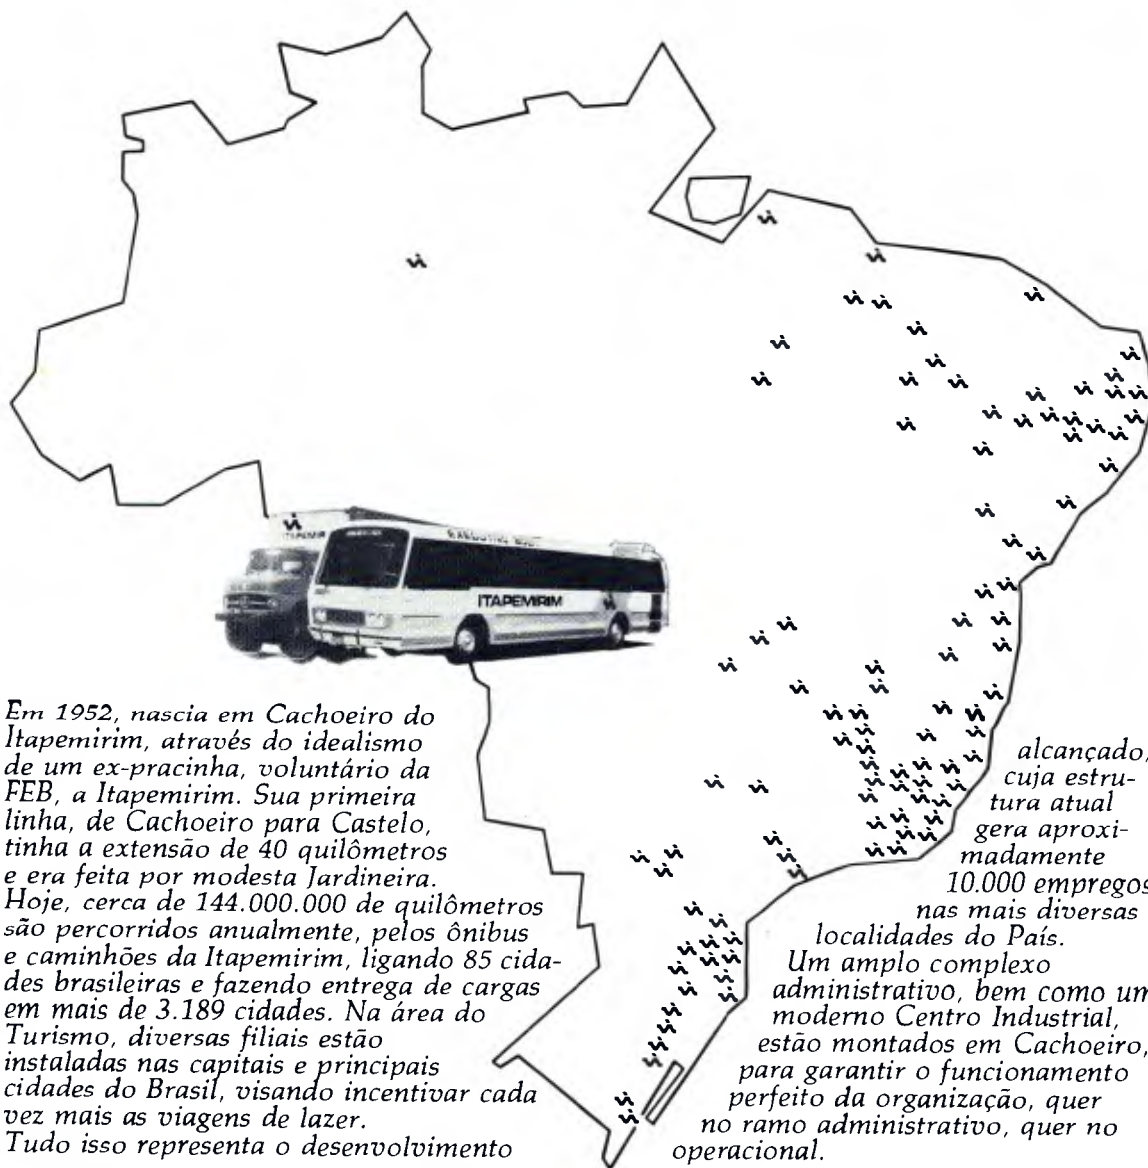 ITAPEMIRIM
Em 1952, nascia em Cachoeiro do
Itapemirim, através do idealismo
de um ex-pracinha, voluntário da
FEB, a Itapemirim. Sua primeira
linha, de Cachoeiro para Castelo,
tinha a extensão de 40 quilômetros
e era feita por modesta Jardineira.
Hoje, cerca de 144.000.000 de quilômetros
são percorridos anualmente, pelos ônibus
e caminhões da Itapemirim, ligando 85 cida-
des brasileiras e fazendo entrega de cargas
em mais de 3.189 cidades. Na área do
Turismo, diversas filiais estão
instaladas nas capitais e principais
cidades do Brasil, visando incentivar cada
vez mais as viagens de lazer.
Tudo isso representa o desenvolvimento
alcançado,
cuja estru-
tura atual
gera aproxi-
madamente
10.000 empregos
nas mais diversas
localidades do País.
Um amplo complexo
administrativo, bem como um
moderno Centro Industrial,
estão montados em Cachoeiro,
para garantir o funcionamento
perfeito da organização, quer
no ramo administrativo, quer no
operacional.